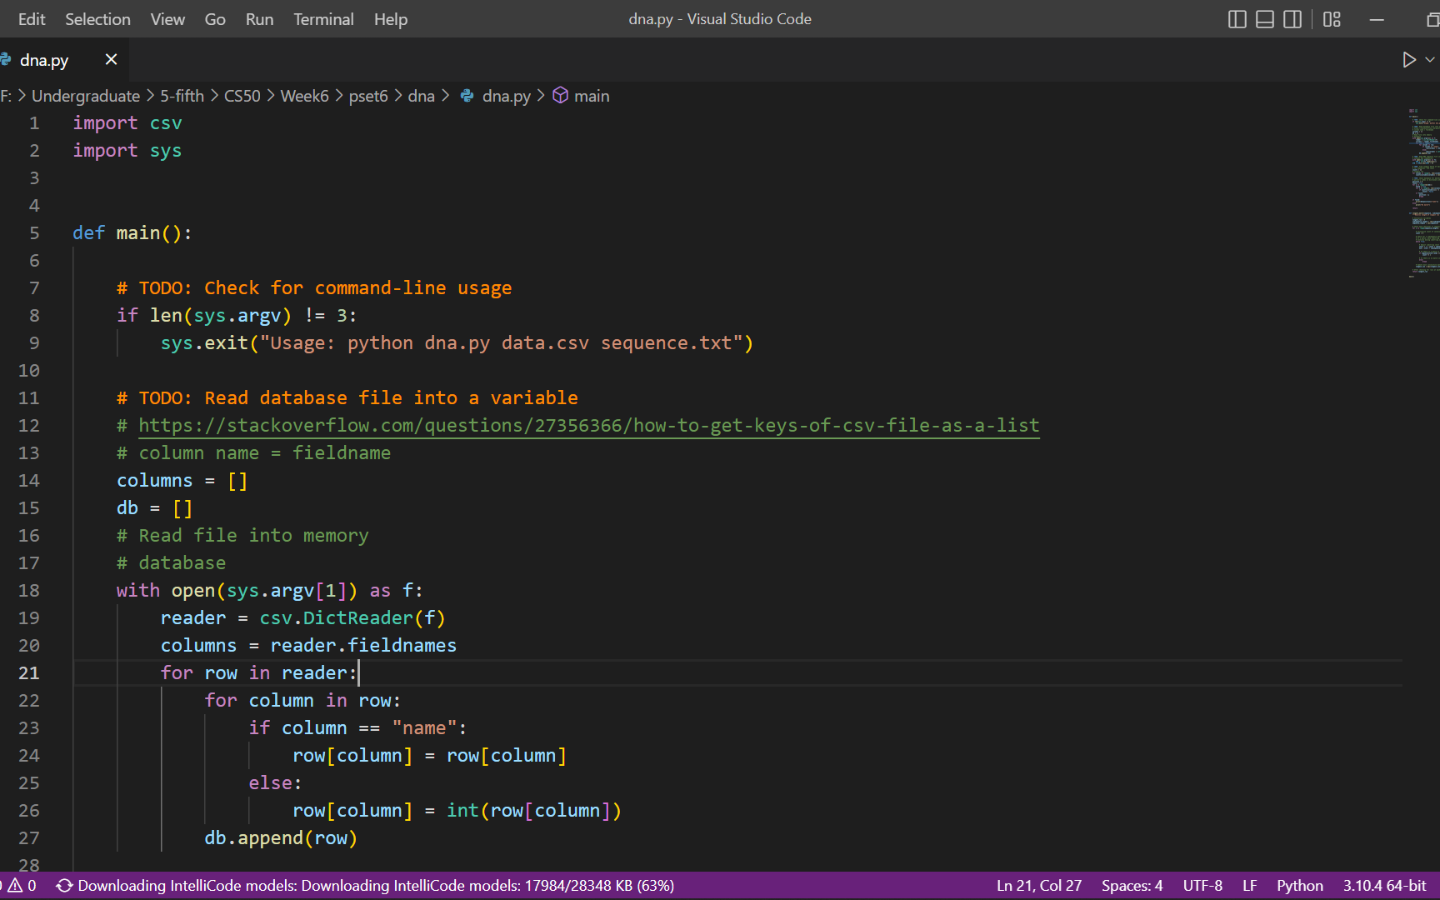 Edit Selection View Go Run Terminal Help dna.py - Visual Studio Code
dna.py
F: > Undergraduate > 5-fifth > CS50 > Week6 > pset6 > dna > dna.py > main
1 import csv
2 import sys
3
4
5 def main():
6
7 # TODO: Check for command-line usage
8 if len(sys.argv) != 3:
9 sys.exit("Usage: python dna.py data.csv sequence.txt")
10
11 # TODO: Read database file into a variable
12 # https://stackoverflow.com/questions/27356366/how-to-get-keys-of-csv-file-as-a-list
13 # column name = fieldname
14 columns = []
15 db = []
16 # Read file into memory
17 # database
18 with open(sys.argv[1]) as f:
19 reader = csv.DictReader(f)
20 columns = reader.fieldnames
21 for row in reader:
22 for column in row:
23 if column == "name":
24 row[column] = row[column]
25 else:
26 row[column] = int(row[column])
27 db.append(row)
28
0 Downloading IntelliCode models: Downloading IntelliCode models: 17984/28348 KB (63%) Ln 21, Col 27 Spaces: 4 UTF-8 LF Python 3.10.4 64-bit